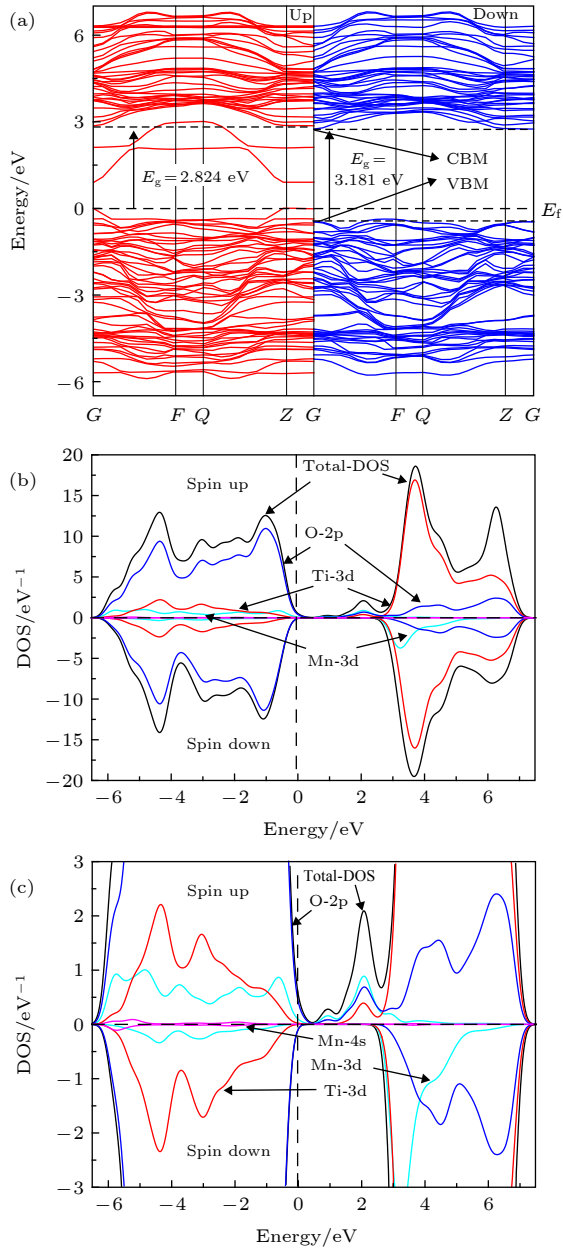 (a)
Up
Down
6
3
0
−3
−6
Energy/eV
E_g = 2.824 eV
E_g =
3.181 eV
CBM
VBM
E_f
G F Q Z G F Q Z G
(b)
20
15
10
5
0
−5
−10
−15
−20
DOS/eV⁻¹
Spin up
Total-DOS
O-2p
Ti-3d
Mn-3d
Spin down
−6 −4 −2 0 2 4 6
Energy/eV
(c)
3
2
1
0
−1
−2
−3
DOS/eV⁻¹
Spin up
Total-DOS
O-2p
Mn-4s
Mn-3d
Ti-3d
Spin down
−6 −4 −2 0 2 4 6
Energy/eV